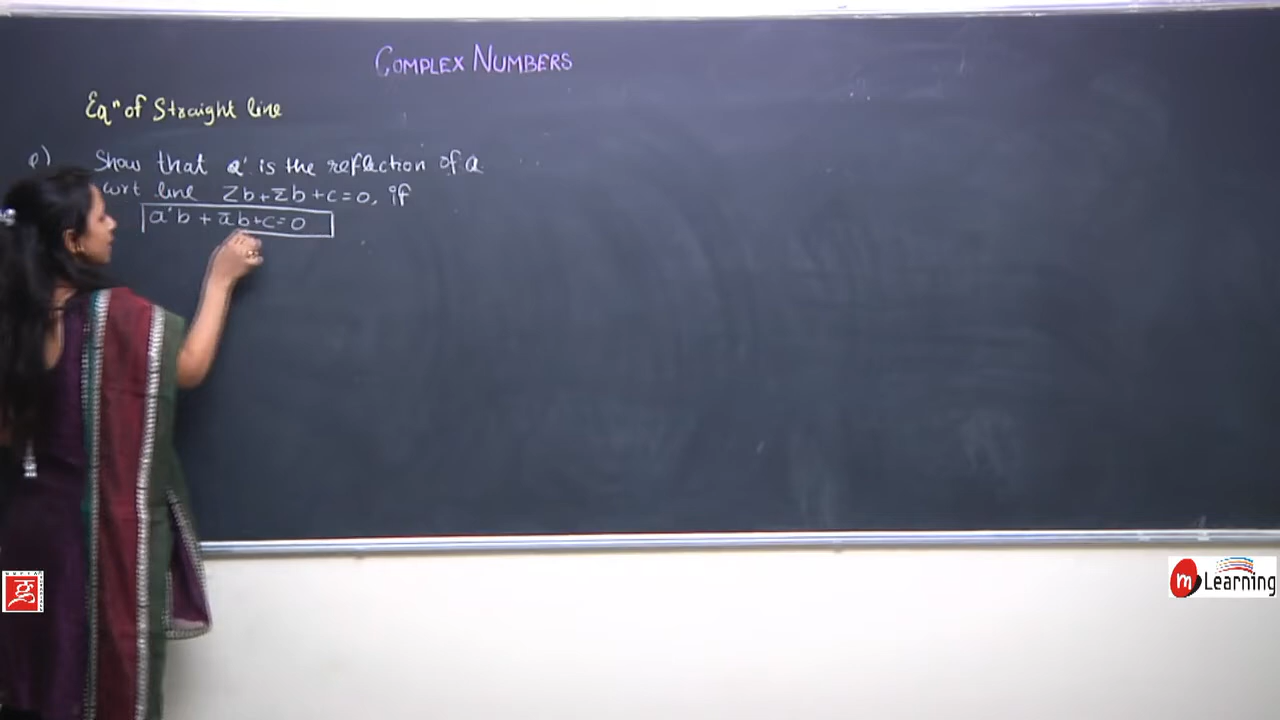 COMPLEX NUMBERS
Eqⁿ of Straight line
Show that a' is the reflection of a
wrt line zb + z̄b + c = 0, if
a'b + āb + c = 0
m Learning